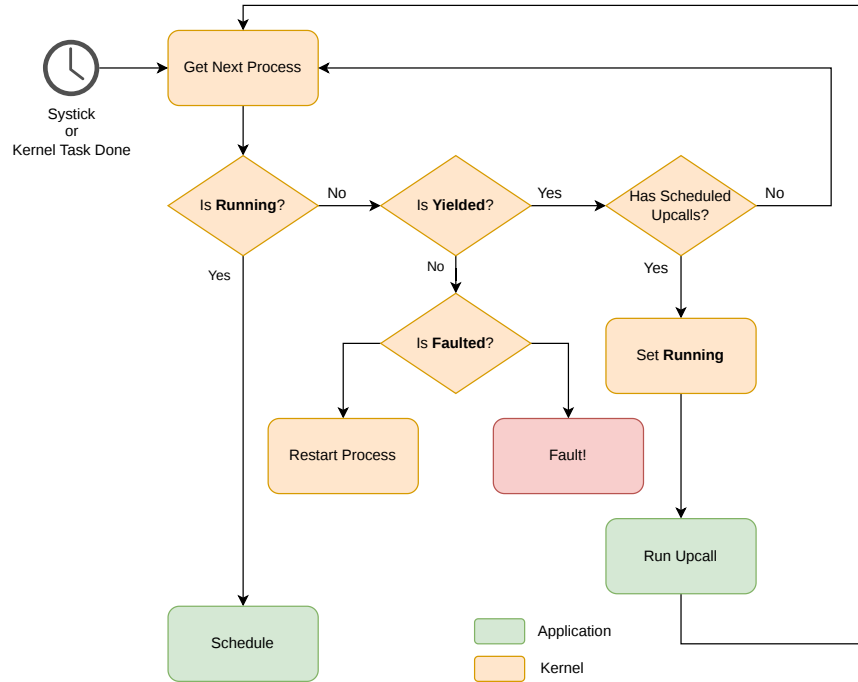 Get Next Process
Systick
or
Kernel Task Done
Is Running?
No
Is Yielded?
Yes
Has Scheduled
Upcalls?
No
Yes
No
Yes
Is Faulted?
Set Running
Restart Process
Fault!
Run Upcall
Schedule
Application
Kernel